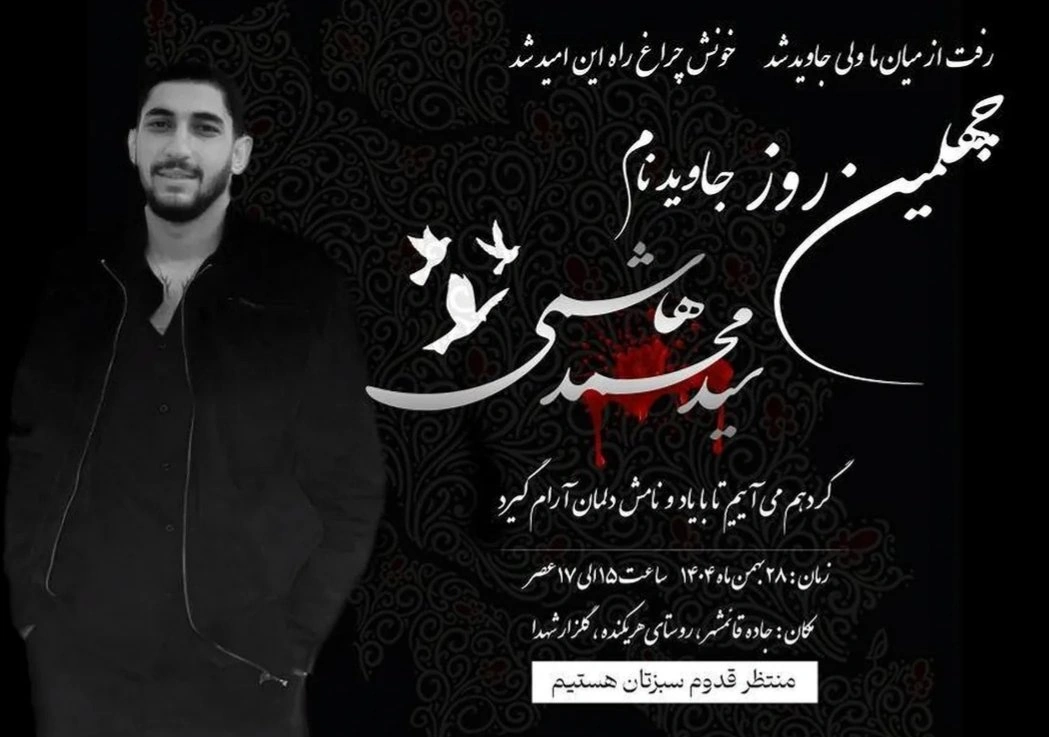 رفت از میان ما ولی جاوید شد خونش چراغ راه این امید شد
چهلمین روز جاوید نام
سید محمد هاشمی
گرد هم می آییم تا با یاد و نامش دلمان آرام گیرد
زمان: ۲۸ بهمن ماه ۱۴۰۴ ساعت ۱۵ الی ۱۷ عصر
مکان: جاده قائمشهر، روستای هریکنده، گلزار شهدا
منتظر قدوم سبزتان هستیم